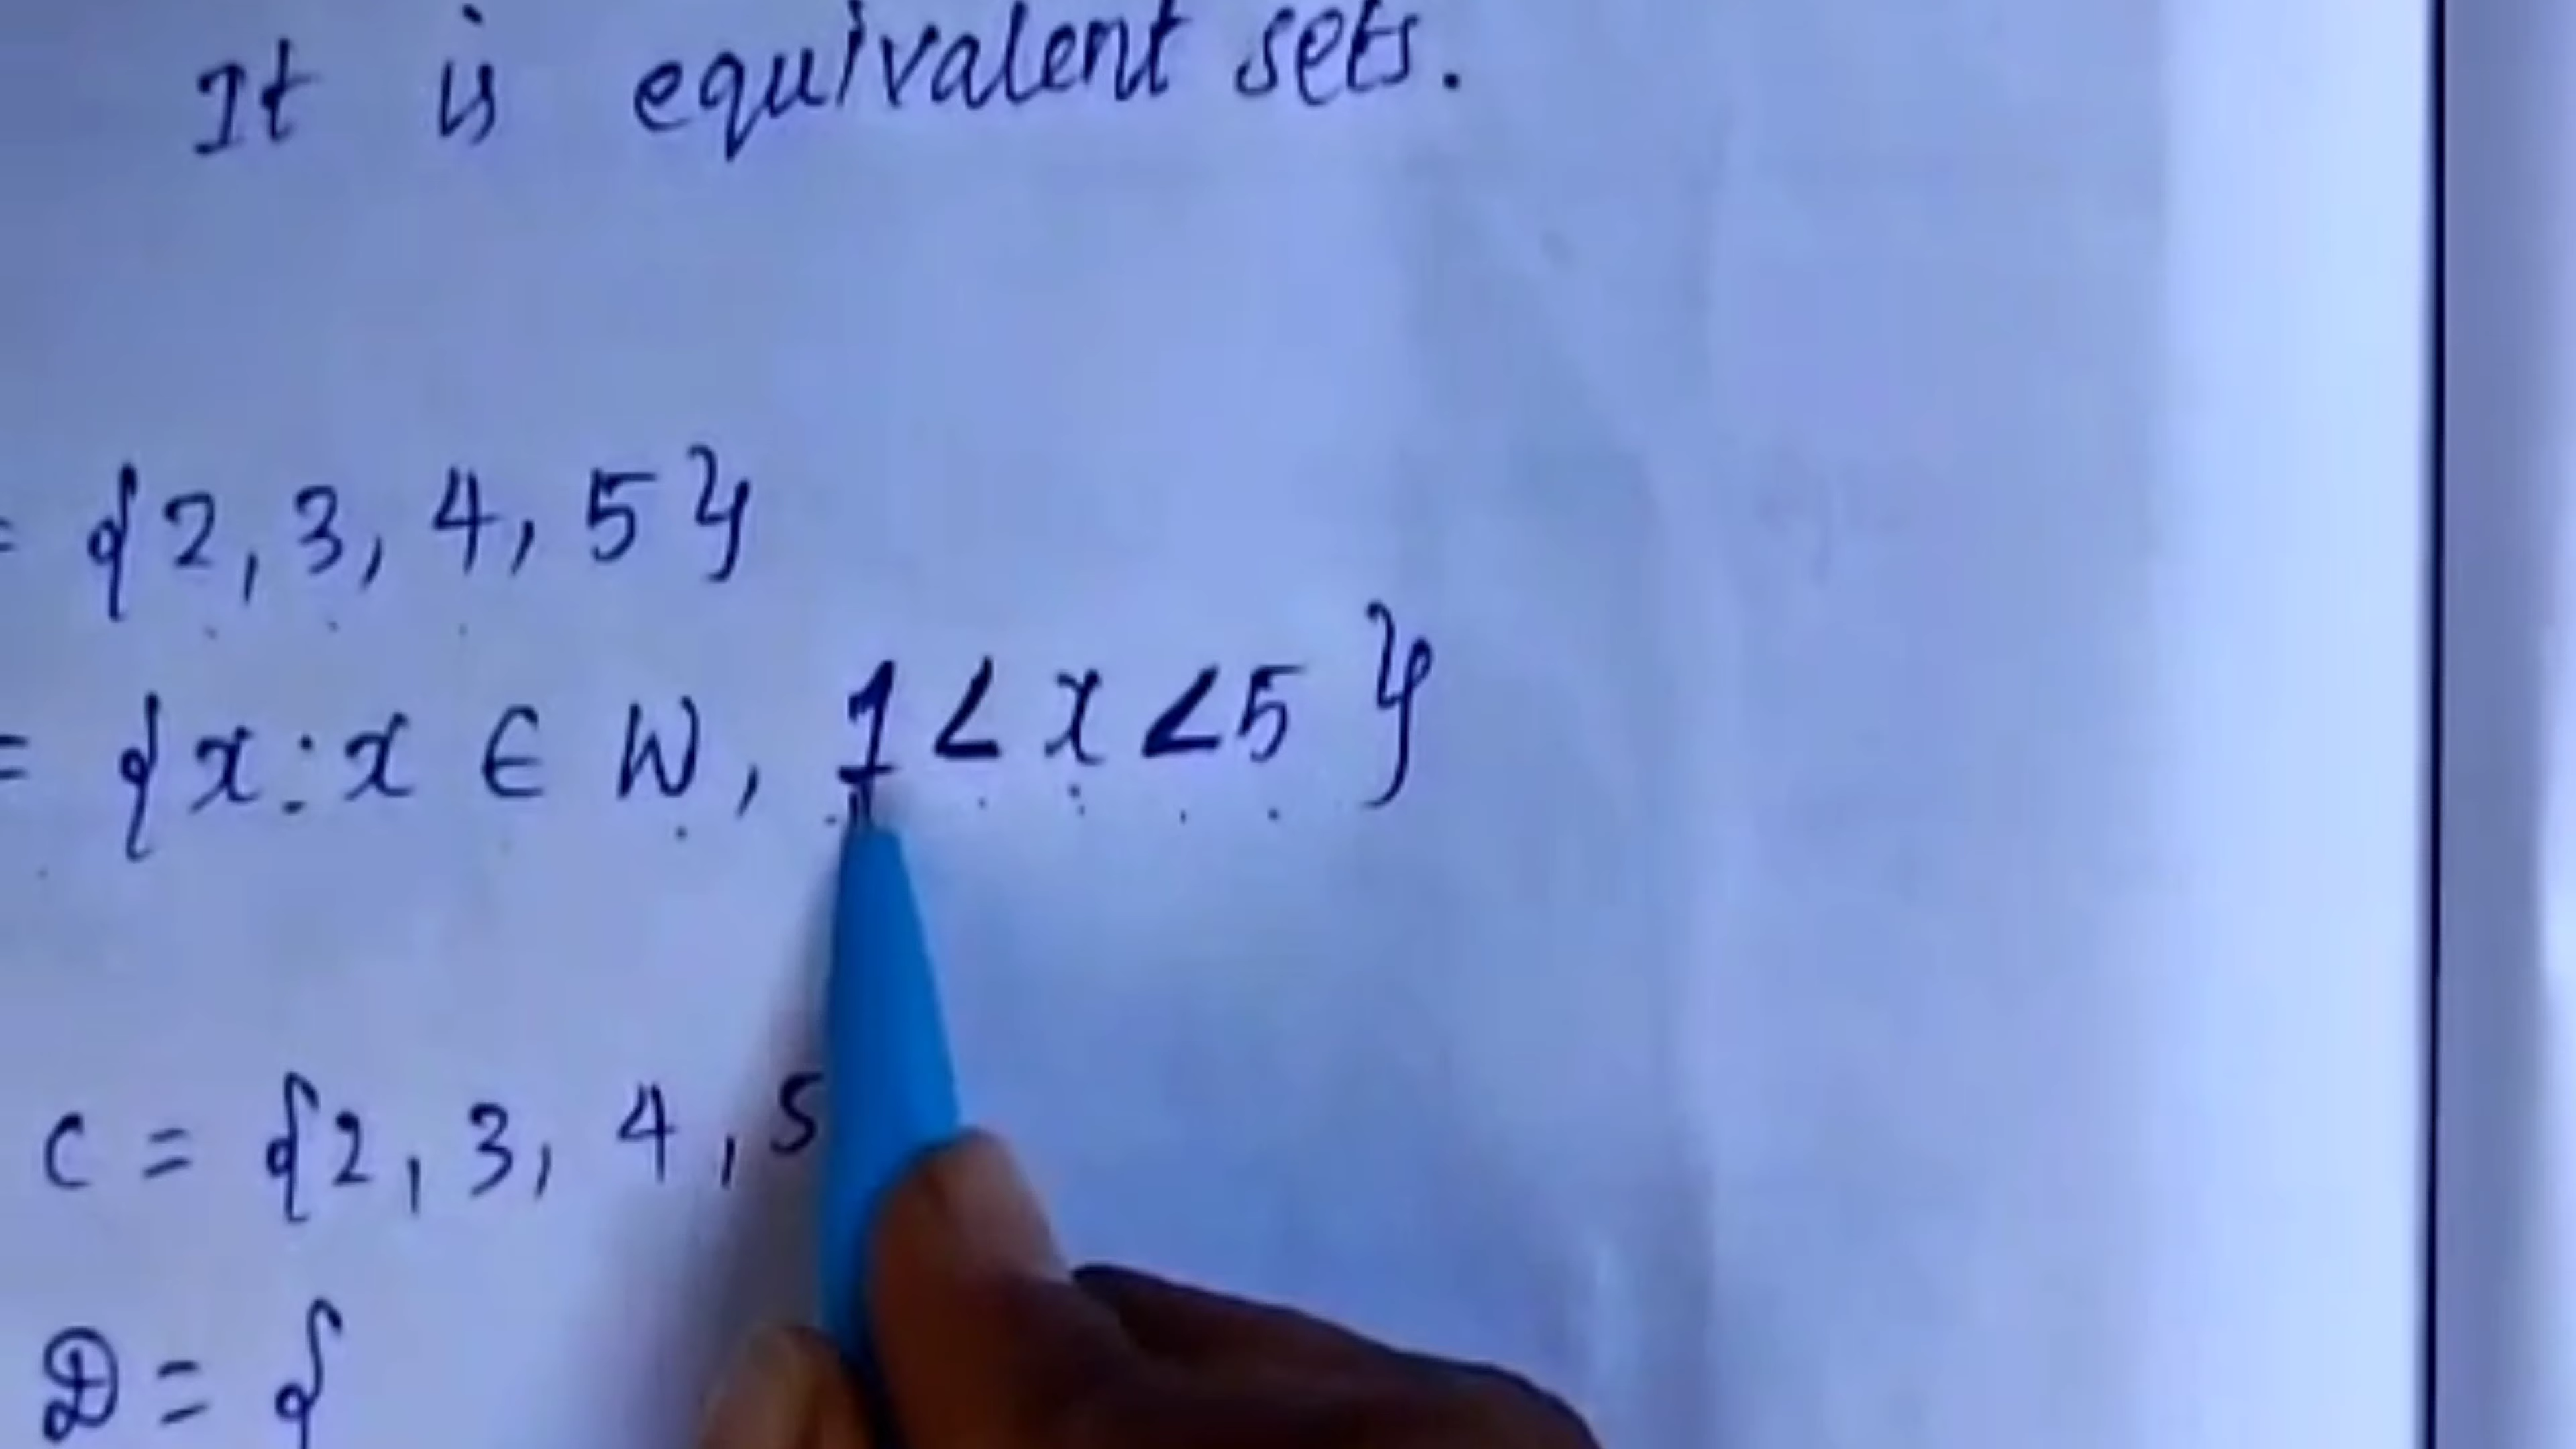 It is equivalent sets.
= {2, 3, 4, 5}
= {x : x ∈ W, 1 < x < 5}
C = {2, 3, 4, 5
D = {